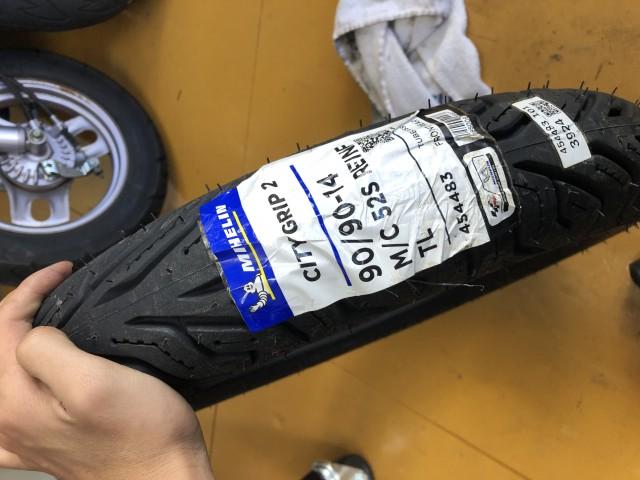 MICHELIN
CITY GRIP 2
90/90-14
M/C 52S REINF
TL
454483
3924